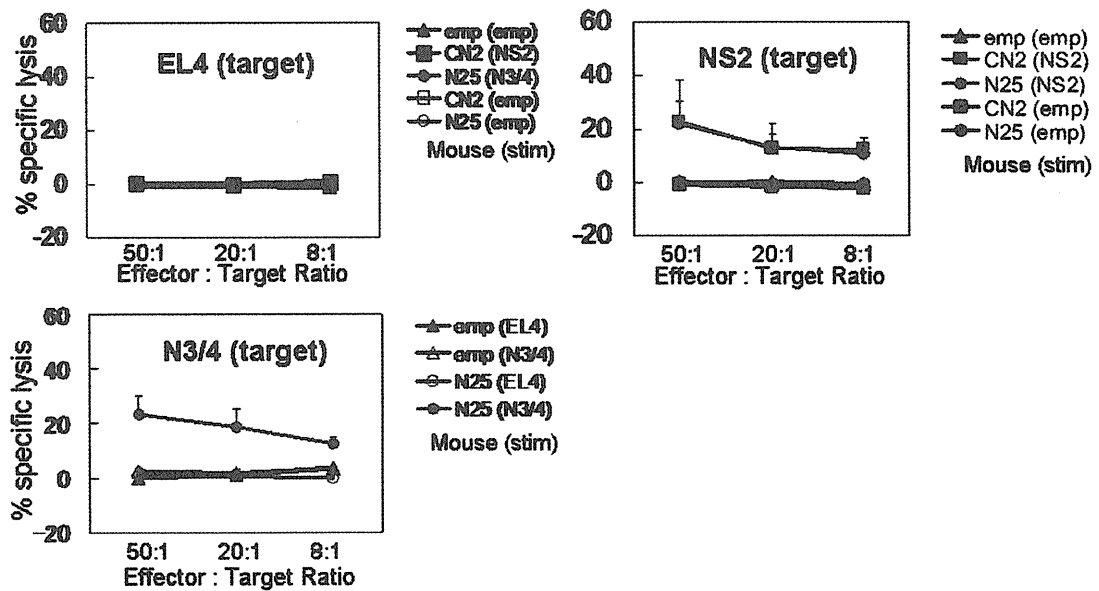 EL4 (target)
% specific lysis
60
40
20
0
-20
50:1 20:1 8:1
Effector : Target Ratio
emp (emp)
CN2 (NS2)
N25 (N3/4)
CN2 (emp)
N25 (emp)
Mouse (stim)
NS2 (target)
% specific lysis
60
40
20
0
-20
50:1 20:1 8:1
Effector : Target Ratio
emp (emp)
CN2 (NS2)
N25 (NS2)
CN2 (emp)
N25 (emp)
Mouse (stim)
N3/4 (target)
% specific lysis
60
40
20
0
-20
50:1 20:1 8:1
Effector : Target Ratio
emp (EL4)
emp (N3/4)
N25 (EL4)
N25 (N3/4)
Mouse (stim)